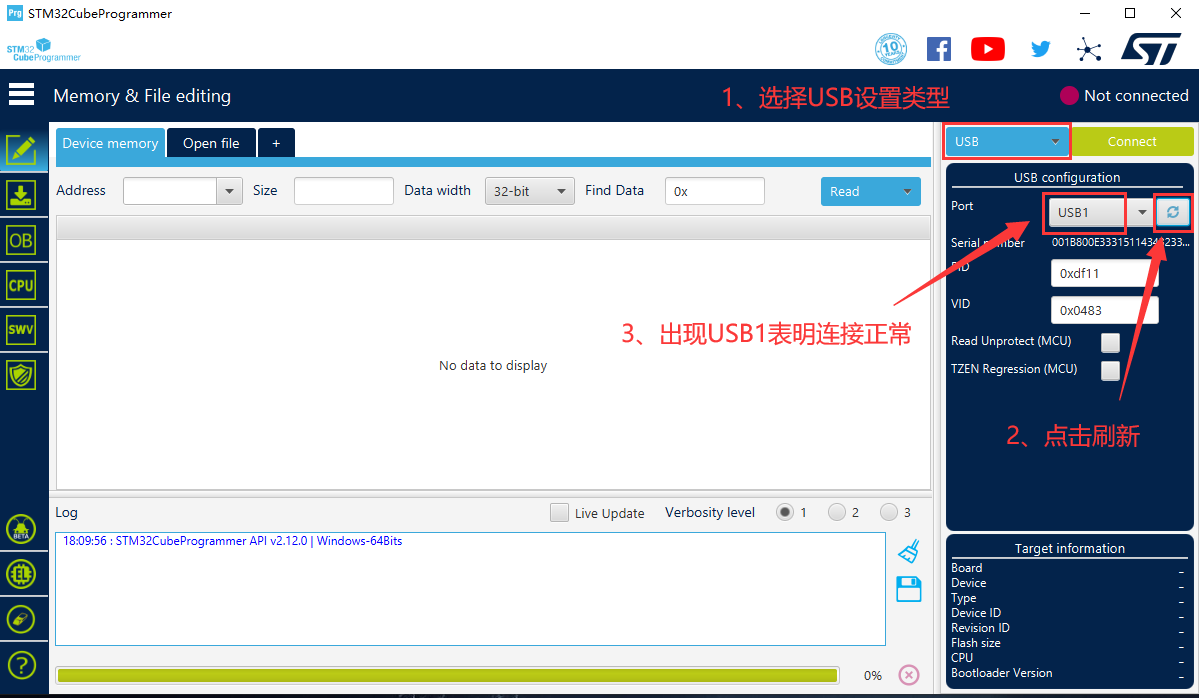 Prg STM32CubeProgrammer
STM32
CubeProgrammer
10
ST
Memory & File editing
1、选择USB设置类型
Not connected
Device memory
Open file
+
USB
Connect
Address
Size
Data width
32-bit
Find Data
0x
Read
USB configuration
Port
USB1
Serial number
001B800E3331511434233...
PID
0xdf11
VID
0x0483
Read Unprotect (MCU)
TZEN Regression (MCU)
3、出现USB1表明连接正常
2、点击刷新
No data to display
OB
CPU
SWV
BETA
EL
?
Log
Live Update
Verbosity level
1
2
3
18:09:56 : STM32CubeProgrammer API v2.12.0 | Windows-64Bits
0%
Target information
Board –
Device –
Type –
Device ID –
Revision ID –
Flash size –
CPU –
Bootloader Version –